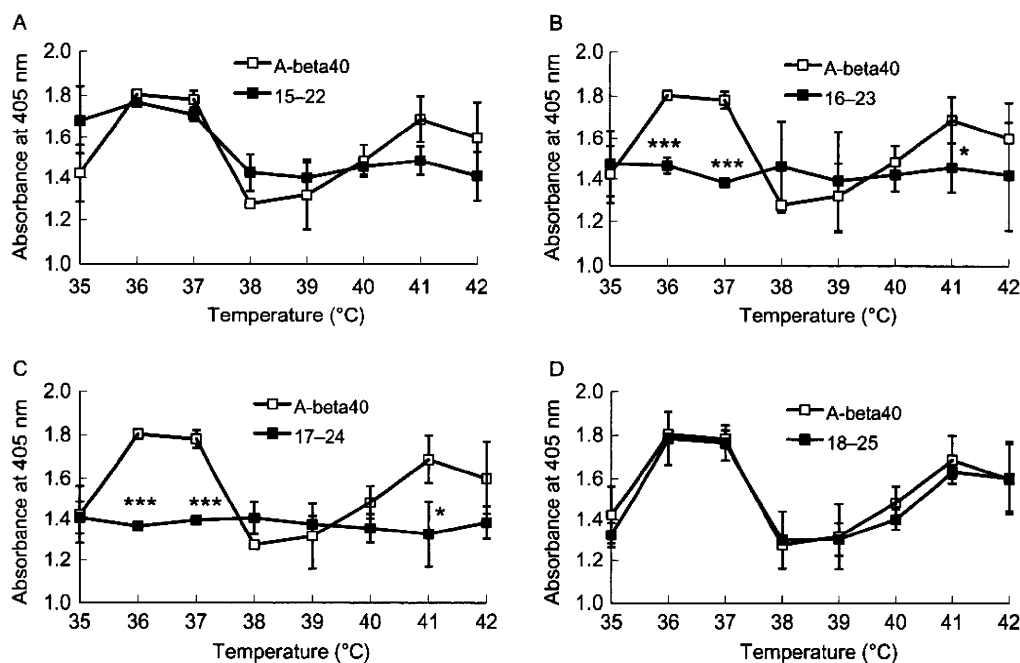 A
Absorbance at 405 nm
2.0
1.8
1.6
1.4
1.2
1.0
A-beta40
15–22
35 36 37 38 39 40 41 42
Temperature (°C)
B
Absorbance at 405 nm
2.0
1.8
1.6
1.4
1.2
1.0
A-beta40
16–23
***
***
*
35 36 37 38 39 40 41 42
Temperature (°C)
C
Absorbance at 405 nm
2.0
1.8
1.6
1.4
1.2
1.0
A-beta40
17–24
*** ***
*
35 36 37 38 39 40 41 42
Temperature (°C)
D
Absorbance at 405 nm
2.0
1.8
1.6
1.4
1.2
1.0
A-beta40
18–25
35 36 37 38 39 40 41 42
Temperature (°C)